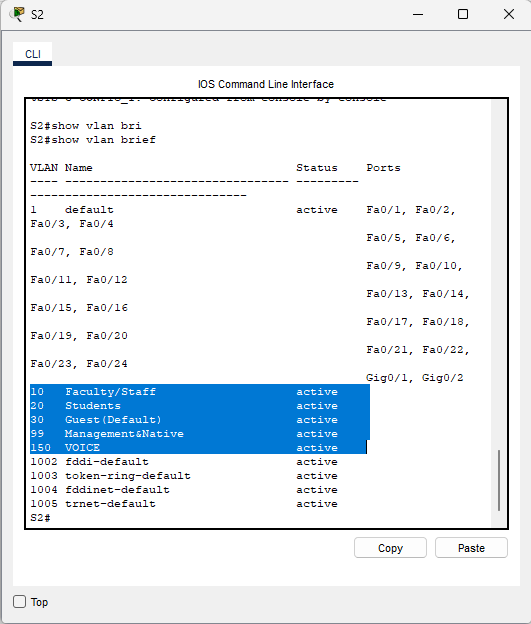 S2
CLI
IOS Command Line Interface
S2#show vlan bri
S2#show vlan brief
VLAN Name                             Status    Ports
---- -------------------------------- ---------
-------------------------------
1    default                          active    Fa0/1, Fa0/2,
Fa0/3, Fa0/4
                                                Fa0/5, Fa0/6,
Fa0/7, Fa0/8
                                                Fa0/9, Fa0/10,
Fa0/11, Fa0/12
                                                Fa0/13, Fa0/14,
Fa0/15, Fa0/16
                                                Fa0/17, Fa0/18,
Fa0/19, Fa0/20
                                                Fa0/21, Fa0/22,
Fa0/23, Fa0/24
                                                Gig0/1, Gig0/2
10   Faculty/Staff                    active
20   Students                         active
30   Guest(Default)                   active
99   Management&Native                active
150  VOICE                            active
1002 fddi-default                     active
1003 token-ring-default               active
1004 fddinet-default                  active
1005 trnet-default                    active
S2#
Copy
Paste
Top